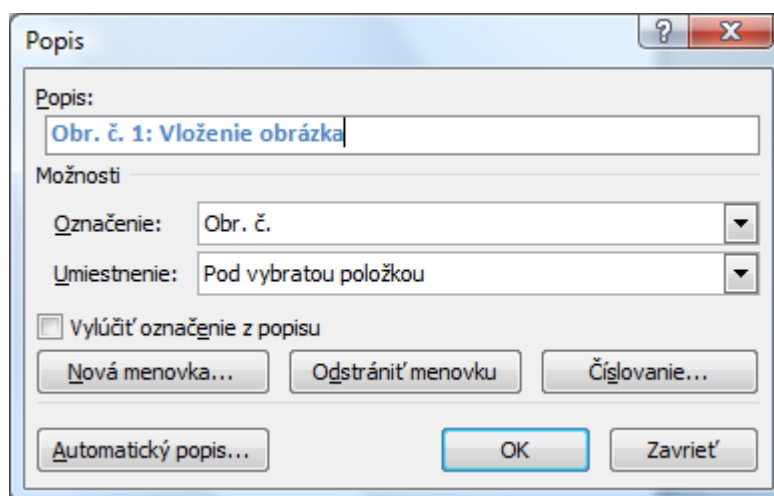 Popis
Popis:
Obr. č. 1: Vloženie obrázka
Možnosti
Označenie: Obr. č.
Umiestnenie: Pod vybratou položkou
Vylúčiť označenie z popisu
Nová menovka... Odstrániť menovku Číslovanie...
Automatický popis... OK Zavrieť